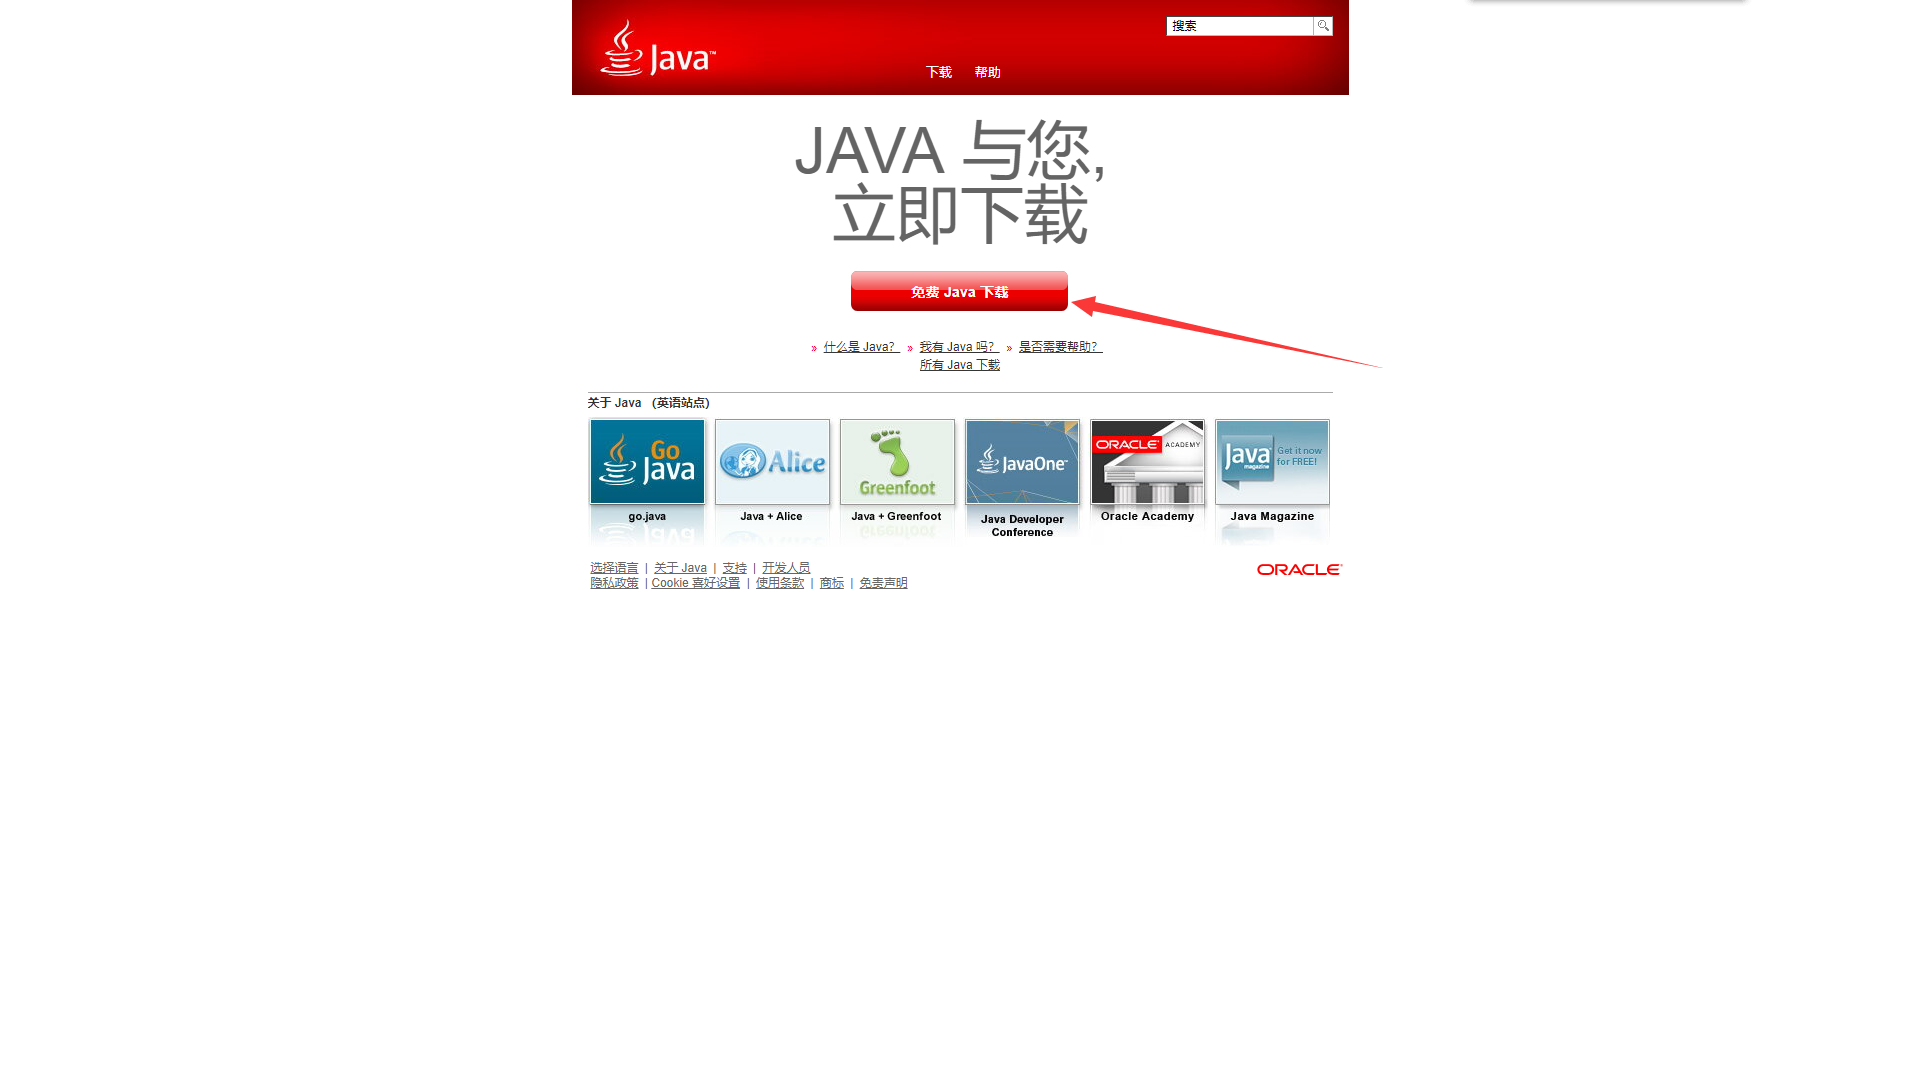 Java™
搜索
下载 帮助
JAVA 与您,
立即下载
免费 Java 下载
» 什么是 Java? » 我有 Java 吗? » 是否需要帮助?
所有 Java 下载
关于 Java (英语站点)
Go Java
Alice
Greenfoot
JavaOne™
ORACLE ACADEMY
Java magazine Get it now for FREE!
go.java
Java + Alice
Java + Greenfoot
Java Developer Conference
Oracle Academy
Java Magazine
选择语言 | 关于 Java | 支持 | 开发人员
隐私政策 | Cookie 喜好设置 | 使用条款 | 商标 | 免责声明
ORACLE